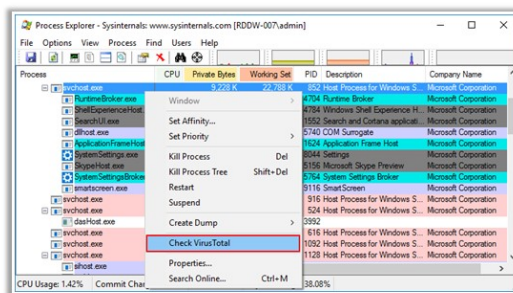 Process Explorer - Sysinternals: www.sysinternals.com [RDDW-007\admin]
File Options View Process Find Users Help
Process CPU Private Bytes Working Set PID Description Company Name
svchost.exe 9,228 K 22,788 K 852 Host Process for Windows S... Microsoft Corporation
RuntimeBroker.exe 4704 Runtime Broker Microsoft Corporation
ShellExperienceHost. 4784 Windows Shell Experience H... Microsoft Corporation
SearchUI.exe 1552 Search and Cortana applicati... Microsoft Corporation
dllhost.exe 5740 COM Surrogate Microsoft Corporation
ApplicationFrameHost 1624 Application Frame Host Microsoft Corporation
SystemSettings.exe 8044 Settings Microsoft Corporation
SkypeHost.exe 5156 Microsoft Skype Preview Microsoft Corporation
SystemSettingsBroke 5764 System Settings Broker Microsoft Corporation
smartscreen.exe 9116 SmartScreen Microsoft Corporation
svchost.exe 916 Host Process for Windows S... Microsoft Corporation
svchost.exe 524 Host Process for Windows S... Microsoft Corporation
dasHost.exe 3992
svchost.exe 616 Host Process for Windows S... Microsoft Corporation
svchost.exe 1092 Host Process for Windows S... Microsoft Corporation
svchost.exe 1128 Host Process for Windows S... Microsoft Corporation
sihost.exe
Window
Set Affinity...
Set Priority
Kill Process Del
Kill Process Tree Shift+Del
Restart
Suspend
Create Dump
Check VirusTotal
Properties...
Search Online... Ctrl+M
CPU Usage: 1.42% Commit Char 38.08%